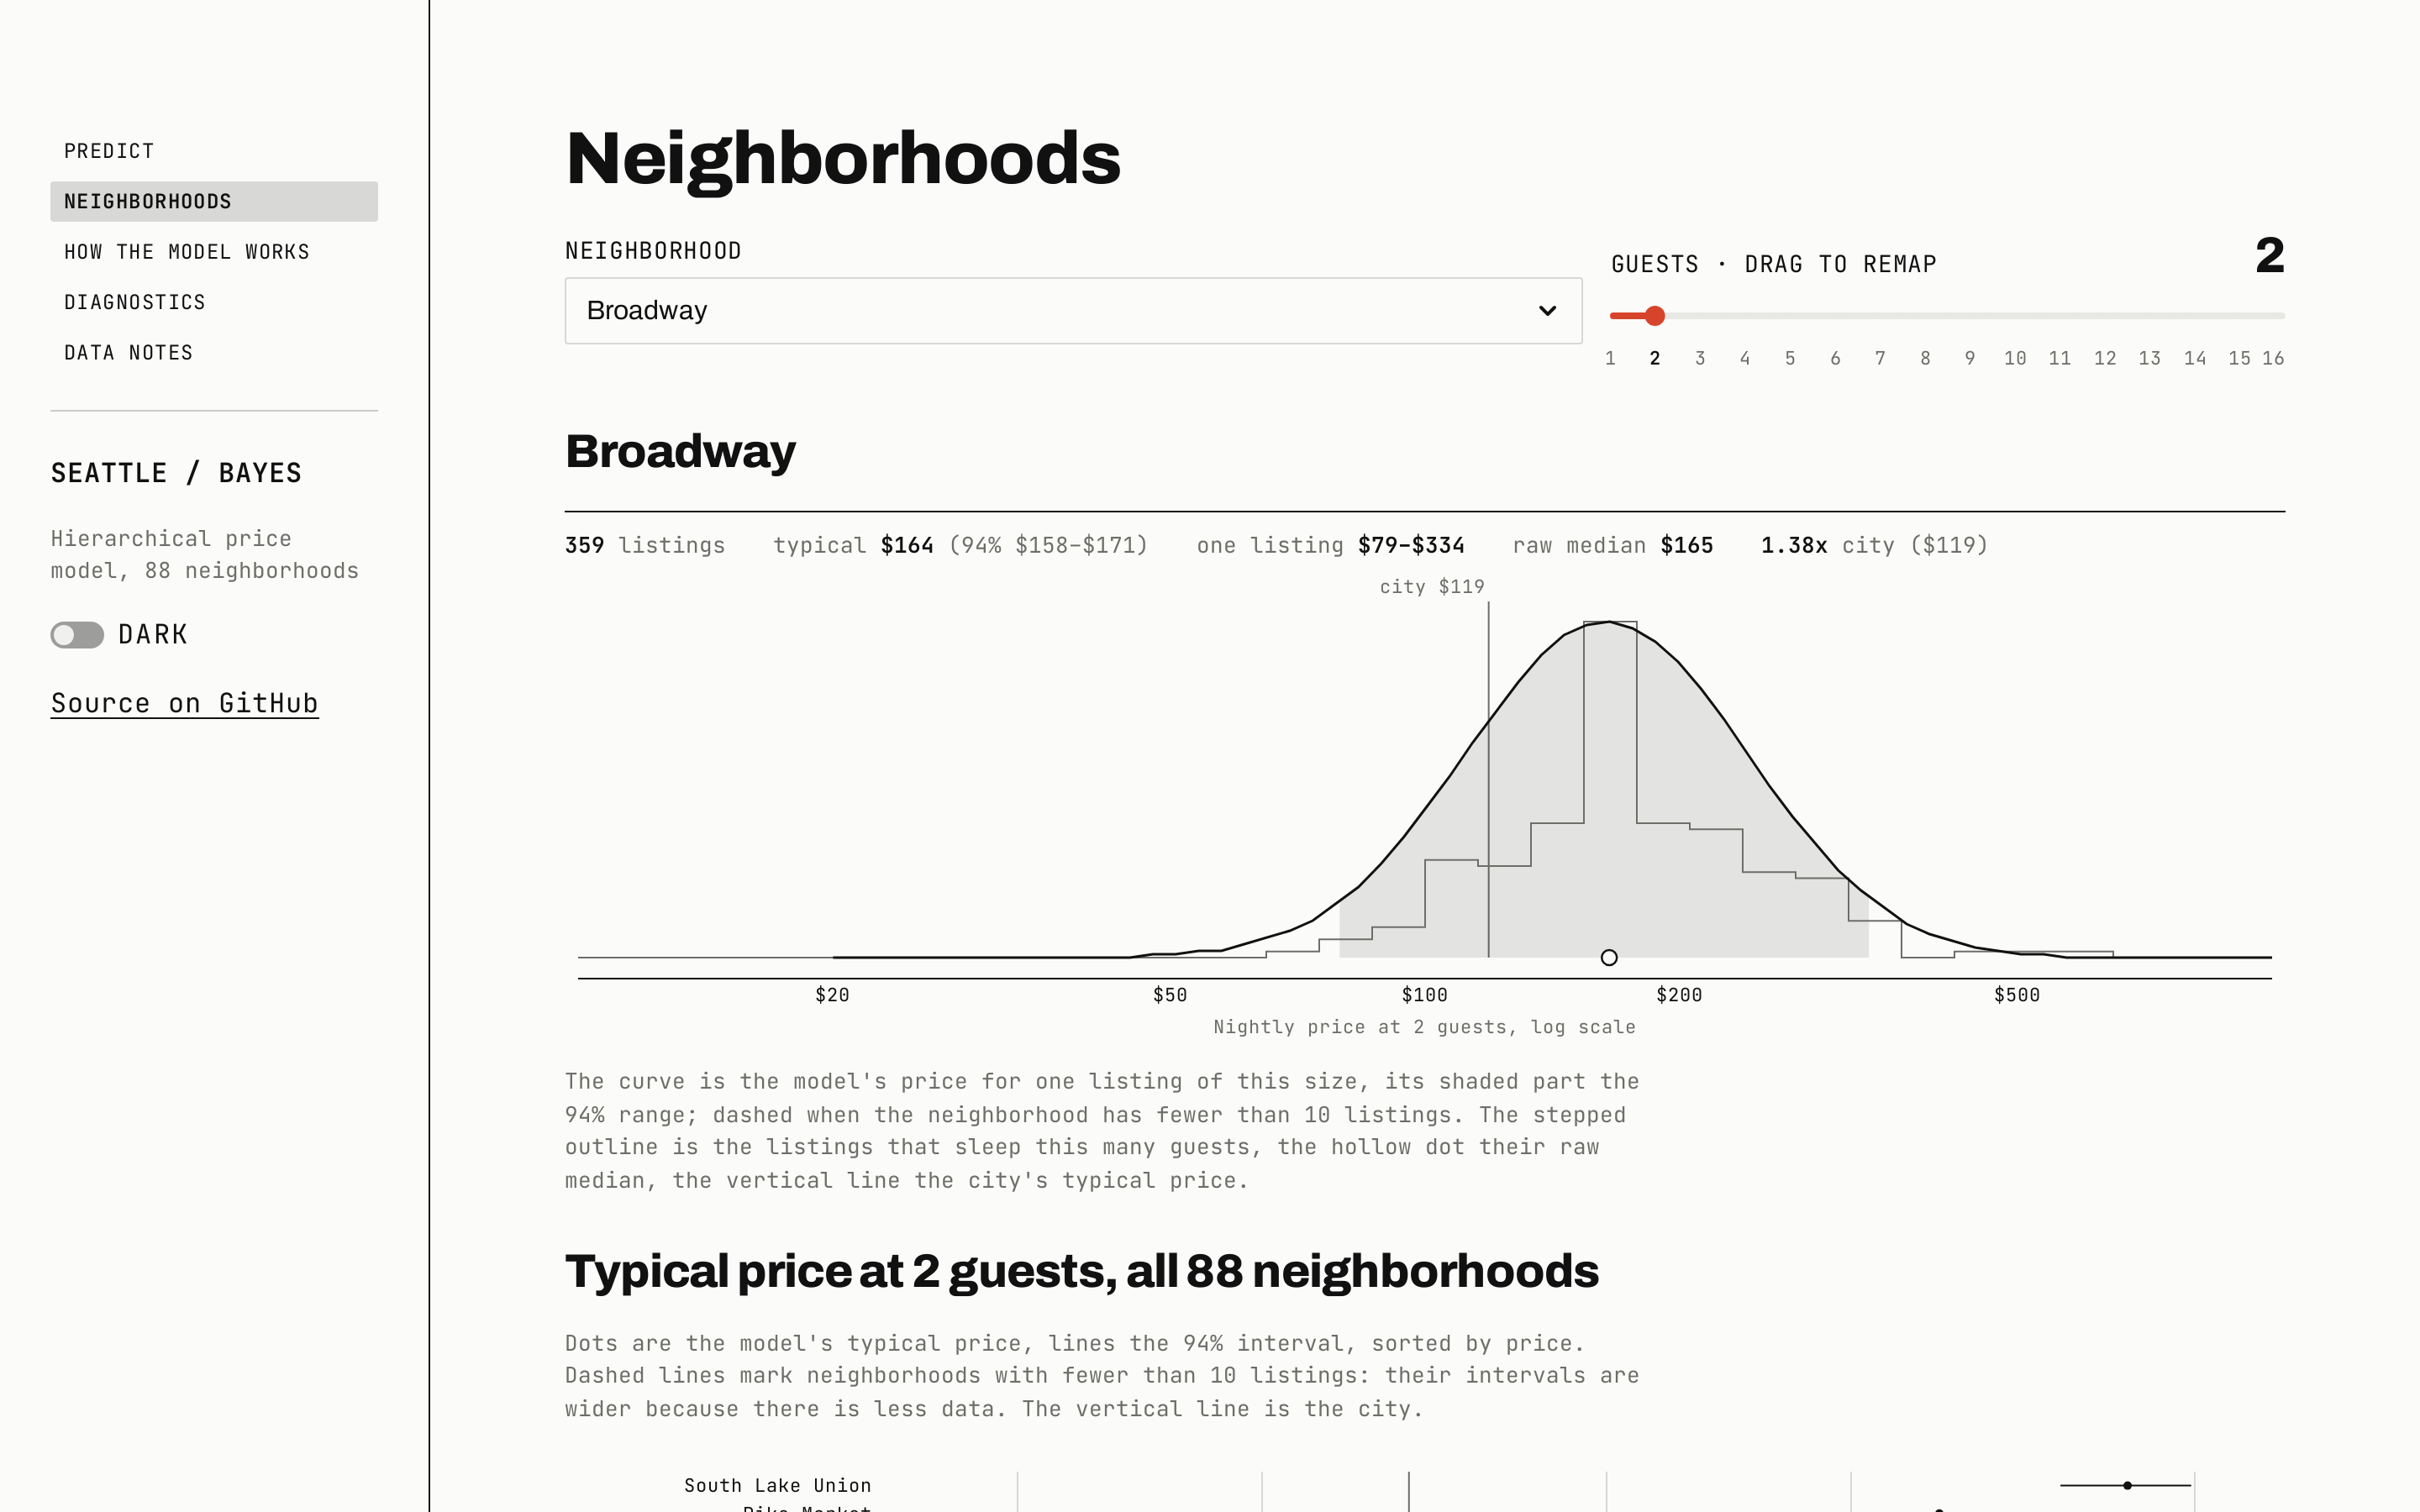 PREDICT
NEIGHBORHOODS
HOW THE MODEL WORKS
DIAGNOSTICS
DATA NOTES
SEATTLE / BAYES
Hierarchical price
model, 88 neighborhoods
DARK
Source on GitHub
Neighborhoods
NEIGHBORHOOD
Broadway
GUESTS · DRAG TO REMAP
2
1 2 3 4 5 6 7 8 9 10 11 12 13 14 15 16
Broadway
359 listings typical $164 (94% $158–$171) one listing $79–$334 raw median $165 1.38x city ($119)
city $119
$20 $50 $100 $200 $500
Nightly price at 2 guests, log scale
The curve is the model's price for one listing of this size, its shaded part the
94% range; dashed when the neighborhood has fewer than 10 listings. The stepped
outline is the listings that sleep this many guests, the hollow dot their raw
median, the vertical line the city's typical price.
Typical price at 2 guests, all 88 neighborhoods
Dots are the model's typical price, lines the 94% interval, sorted by price.
Dashed lines mark neighborhoods with fewer than 10 listings: their intervals are
wider because there is less data. The vertical line is the city.
South Lake Union
Pike Market